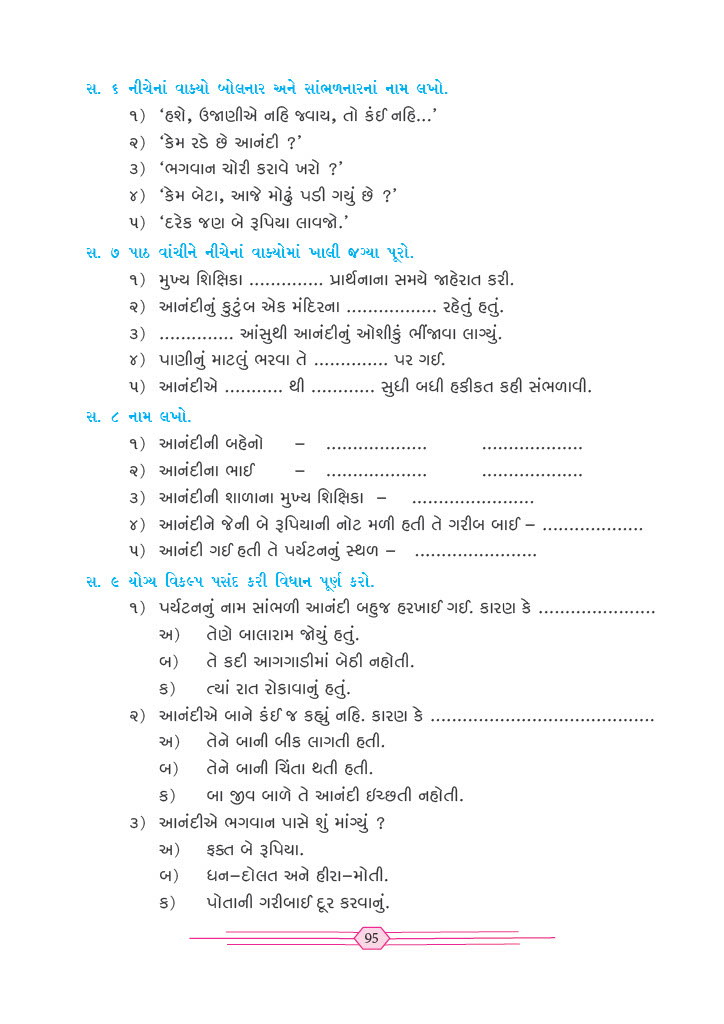 સ. ૬ નીચેનાં વાક્યો બોલનાર અને સાંભળનારનાં નામ લખો.
૧) ‘હશે, ઉજાણીએ નહિ જ્વાય, તો કંઈ નહિ...’
૨) ‘કેમ રડે છે આનંદી ?’
૩) ‘ભગવાન ચોરી કરાવે ખરો ?’
૪) ‘કેમ બેટા, આજે મોઢું પડી ગયું છે ?’
૫) ‘દરેક જણ બે રૂપિયા લાવજો.’
સ. ૭ પાઠ વાંચીને નીચેનાં વાક્યોમાં ખાલી જગ્યા પૂરો.
૧) મુખ્ય શિક્ષિકા .............. પ્રાર્થનાના સમયે જાહેરાત કરી.
૨) આનંદીનું કુટુંબ એક મંદિરના ................. રહેતું હતું.
૩) .............. આંસુથી આનંદીનું ઓશીકું ભીંજાવા લાગ્યું.
૪) પાણીનું માટલું ભરવા તે .............. પર ગઈ.
૫) આનંદીએ ........... થી ............ સુધી બધી હકીકત કહી સંભળાવી.
સ. ૮ નામ લખો.
૧) આનંદીની બહેનો – ................... ...................
૨) આનંદીના ભાઈ – ................... ...................
૩) આનંદીની શાળાના મુખ્ય શિક્ષિકા – .......................
૪) આનંદીને જેની બે રૂપિયાની નોટ મળી હતી તે ગરીબ બાઈ – ...................
૫) આનંદી ગઈ હતી તે પર્યટનનું સ્થળ – .......................
સ. ૯ યોગ્ય વિકલ્પ પસંદ કરી વિધાન પૂર્ણ કરો.
૧) પર્યટનનું નામ સાંભળી આનંદી બહુજ હરખાઈ ગઈ. કારણ કે ......................
અ) તેણે બાલારામ જોયું હતું.
બ) તે કદી આગગાડીમાં બેઠી નહોતી.
ક) ત્યાં રાત રોકાવાનું હતું.
૨) આનંદીએ બાને કંઈ જ કહ્યું નહિ. કારણ કે ..........................................
અ) તેને બાની બીક લાગતી હતી.
બ) તેને બાની ચિંતા થતી હતી.
ક) બા જીવ બાળે તે આનંદી ઈચ્છતી નહોતી.
૩) આનંદીએ ભગવાન પાસે શું માંગ્યું ?
અ) ફક્ત બે રૂપિયા.
બ) ધન–દોલત અને હીરા–મોતી.
ક) પોતાની ગરીબાઈ દૂર કરવાનું.
95